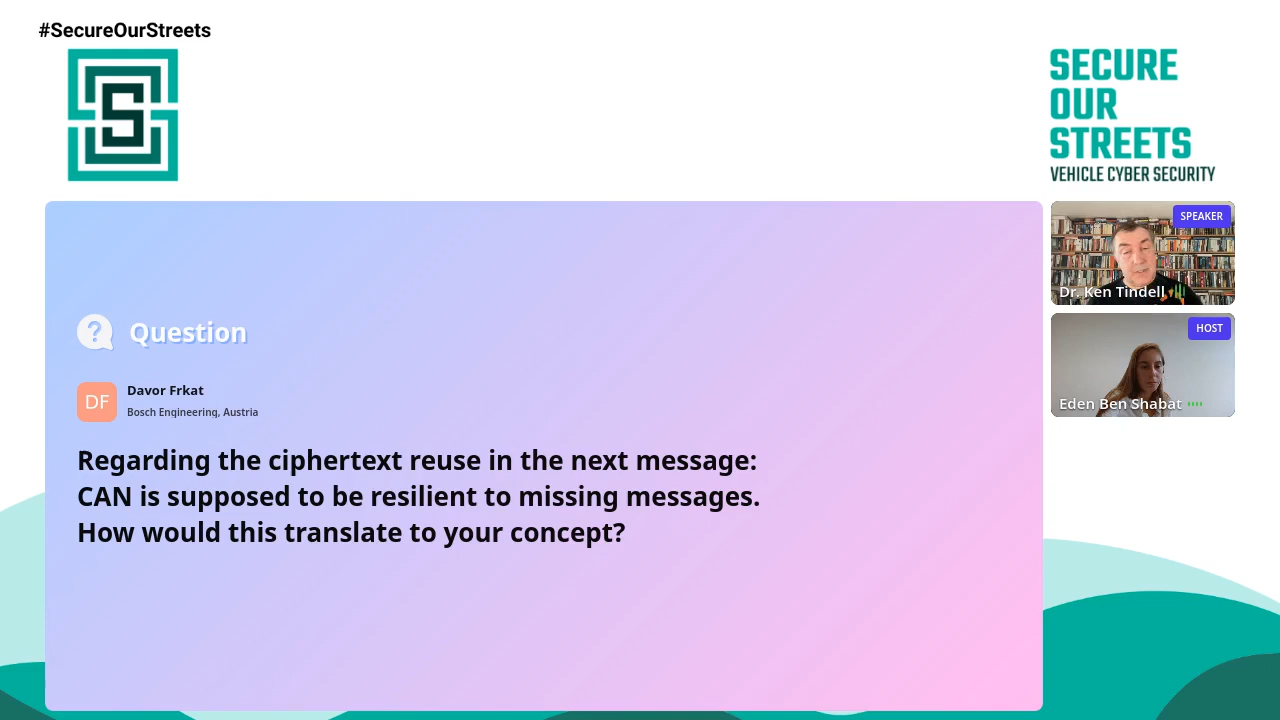 #SecureOurStreets
S
SECURE
OUR
STREETS
VEHICLE CYBER SECURITY
SPEAKER
Dr. Ken Tindell
HOST
Eden Ben Shabat
? Question
DF
Davor Frkat
Bosch Engineering, Austria
Regarding the ciphertext reuse in the next message:
CAN is supposed to be resilient to missing messages.
How would this translate to your concept?